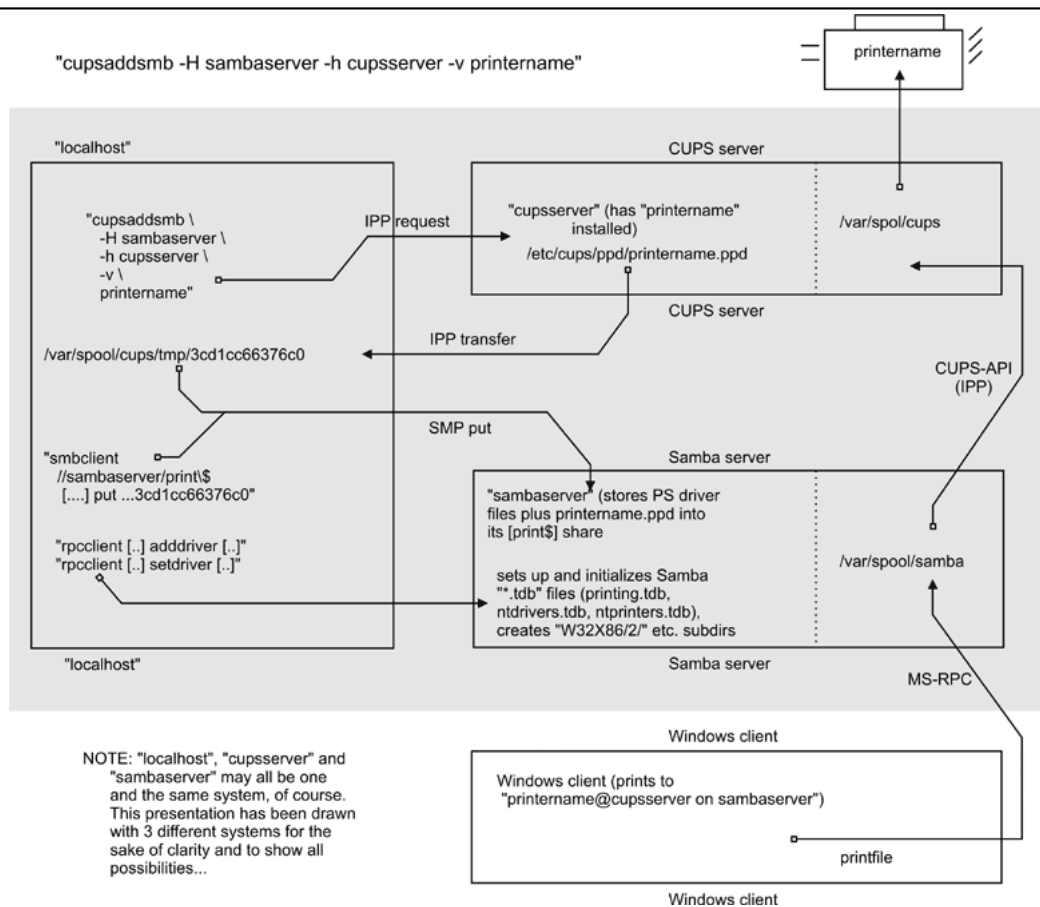 "cupsaddsmb -H sambaserver -h cupsserver -v printername"
printername
"localhost"
"cupsaddsmb \
-H sambaserver \
-h cupsserver \
-v \
printername"
IPP request
CUPS server
"cupsserver" (has "printername"
installed)
/etc/cups/ppd/printername.ppd
/var/spol/cups
CUPS server
IPP transfer
/var/spool/cups/tmp/3cd1cc66376c0
CUPS-API
(IPP)
SMP put
"smbclient
//sambaserver/print\$
[....] put ...3cd1cc66376c0"
"rpcclient [..] adddriver [..]"
"rpcclient [..] setdriver [..]"
"localhost"
Samba server
"sambaserver" (stores PS driver
files plus printername.ppd into
its [print$] share
sets up and initializes Samba
"*.tdb" files (printing.tdb,
ntdrivers.tdb, ntprinters.tdb),
creates "W32X86/2/" etc. subdirs
/var/spool/samba
Samba server
MS-RPC
NOTE: "localhost", "cupsserver" and
"sambaserver" may all be one
and the same system, of course.
This presentation has been drawn
with 3 different systems for the
sake of clarity and to show all
possibilities...
Windows client
Windows client (prints to
"printername@cupsserver on sambaserver")
printfile
Windows client